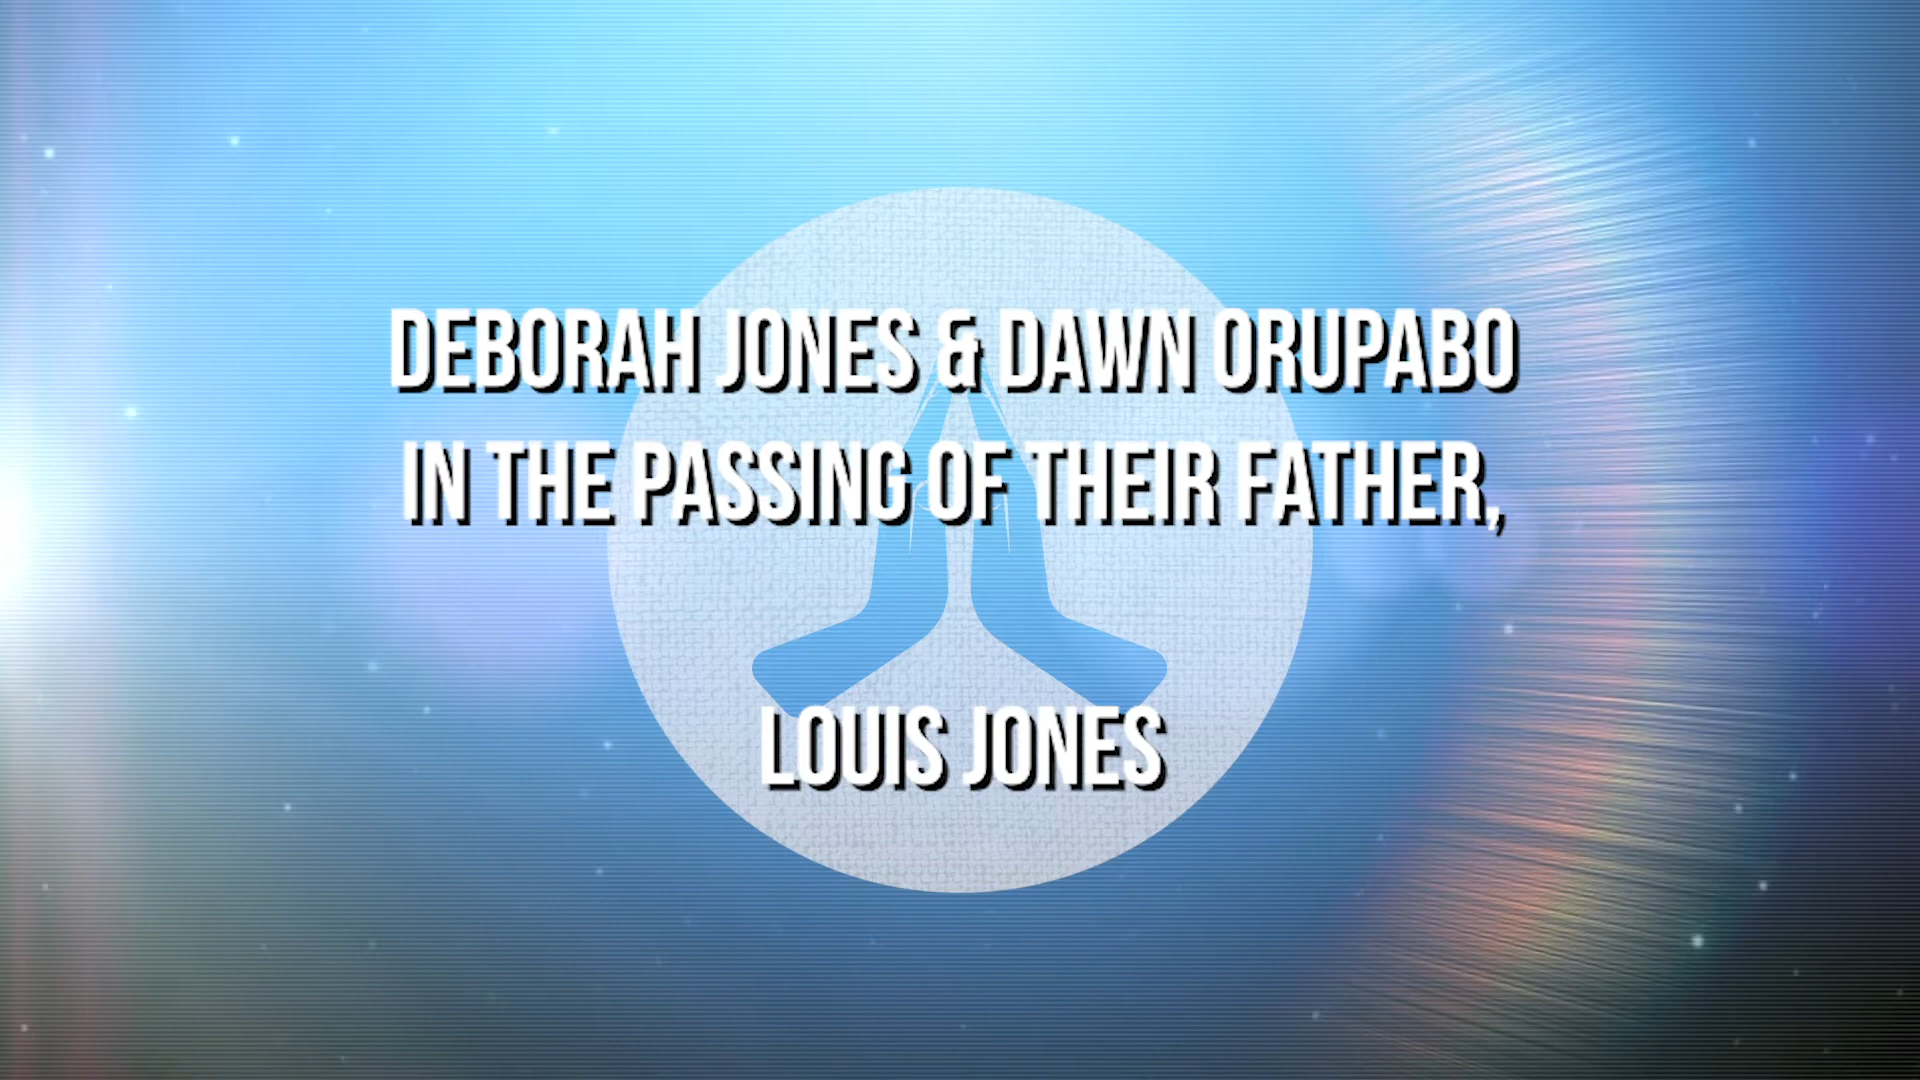 DEBORAH JONES & DAWN ORUPABO
IN THE PASSING OF THEIR FATHER,
LOUIS JONES